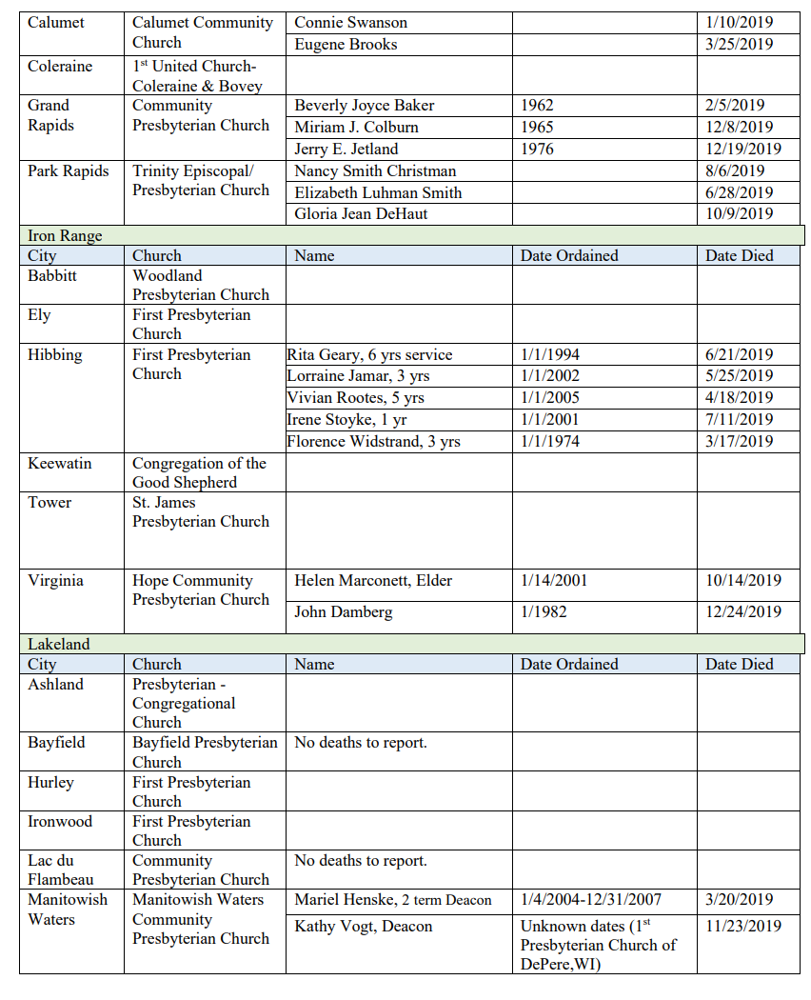 Calumet Calumet Community Connie Swanson 1/10/2019
Church Eugene Brooks 3/25/2019
Coleraine 1st United Church-
Coleraine & Bovey
Grand Community Beverly Joyce Baker 1962 2/5/2019
Rapids Presbyterian Church Miriam J. Colburn 1965 12/8/2019
Jerry E. Jetland 1976 12/19/2019
Park Rapids Trinity Episcopal/ Nancy Smith Christman 8/6/2019
Presbyterian Church Elizabeth Luhman Smith 6/28/2019
Gloria Jean DeHaut 10/9/2019
Iron Range
City Church Name Date Ordained Date Died
Babbitt Woodland
Presbyterian Church
Ely First Presbyterian
Church
Hibbing First Presbyterian Rita Geary, 6 yrs service 1/1/1994 6/21/2019
Church Lorraine Jamar, 3 yrs 1/1/2002 5/25/2019
Vivian Rootes, 5 yrs 1/1/2005 4/18/2019
Irene Stoyke, 1 yr 1/1/2001 7/11/2019
Florence Widstrand, 3 yrs 1/1/1974 3/17/2019
Keewatin Congregation of the
Good Shepherd
Tower St. James
Presbyterian Church
Virginia Hope Community Helen Marconett, Elder 1/14/2001 10/14/2019
Presbyterian Church
John Damberg 1/1982 12/24/2019
Lakeland
City Church Name Date Ordained Date Died
Ashland Presbyterian -
Congregational
Church
Bayfield Bayfield Presbyterian No deaths to report.
Church
Hurley First Presbyterian
Church
Ironwood First Presbyterian
Church
Lac du Community No deaths to report.
Flambeau Presbyterian Church
Manitowish Manitowish Waters Mariel Henske, 2 term Deacon 1/4/2004-12/31/2007 3/20/2019
Waters Community Kathy Vogt, Deacon Unknown dates (1st 11/23/2019
Presbyterian Church Presbyterian Church of
DePere,WI)